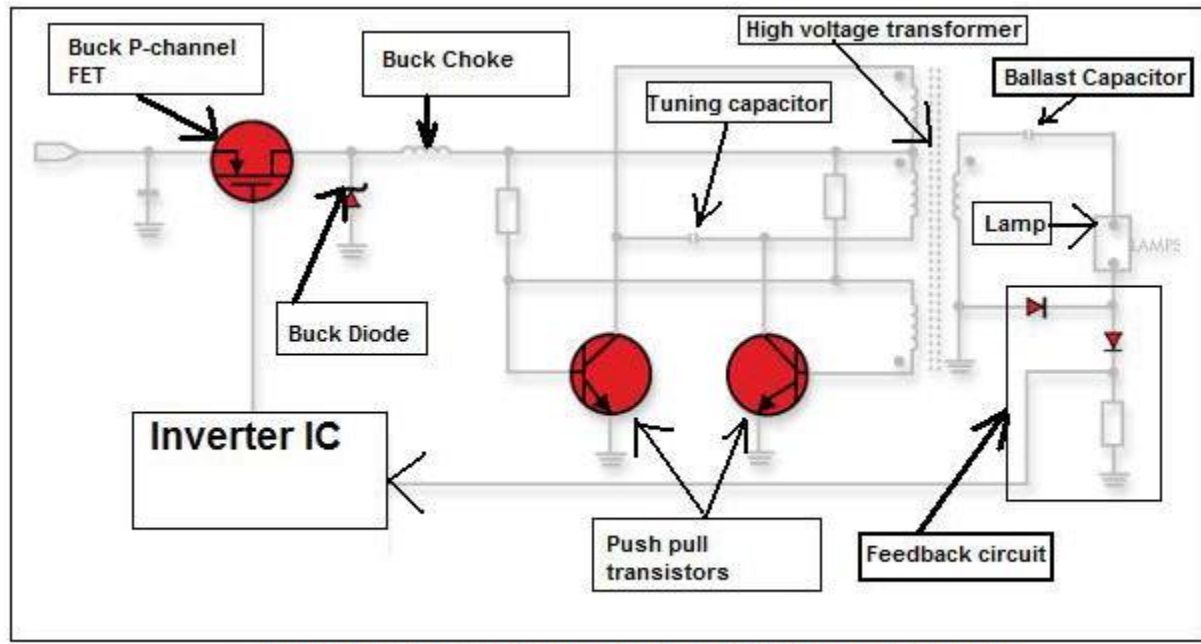 Buck P-channel
FET
Buck Choke
High voltage transformer
Tuning capacitor
Ballast Capacitor
Lamp
LAMPS
Buck Diode
Inverter IC
Push pull
transistors
Feedback circuit